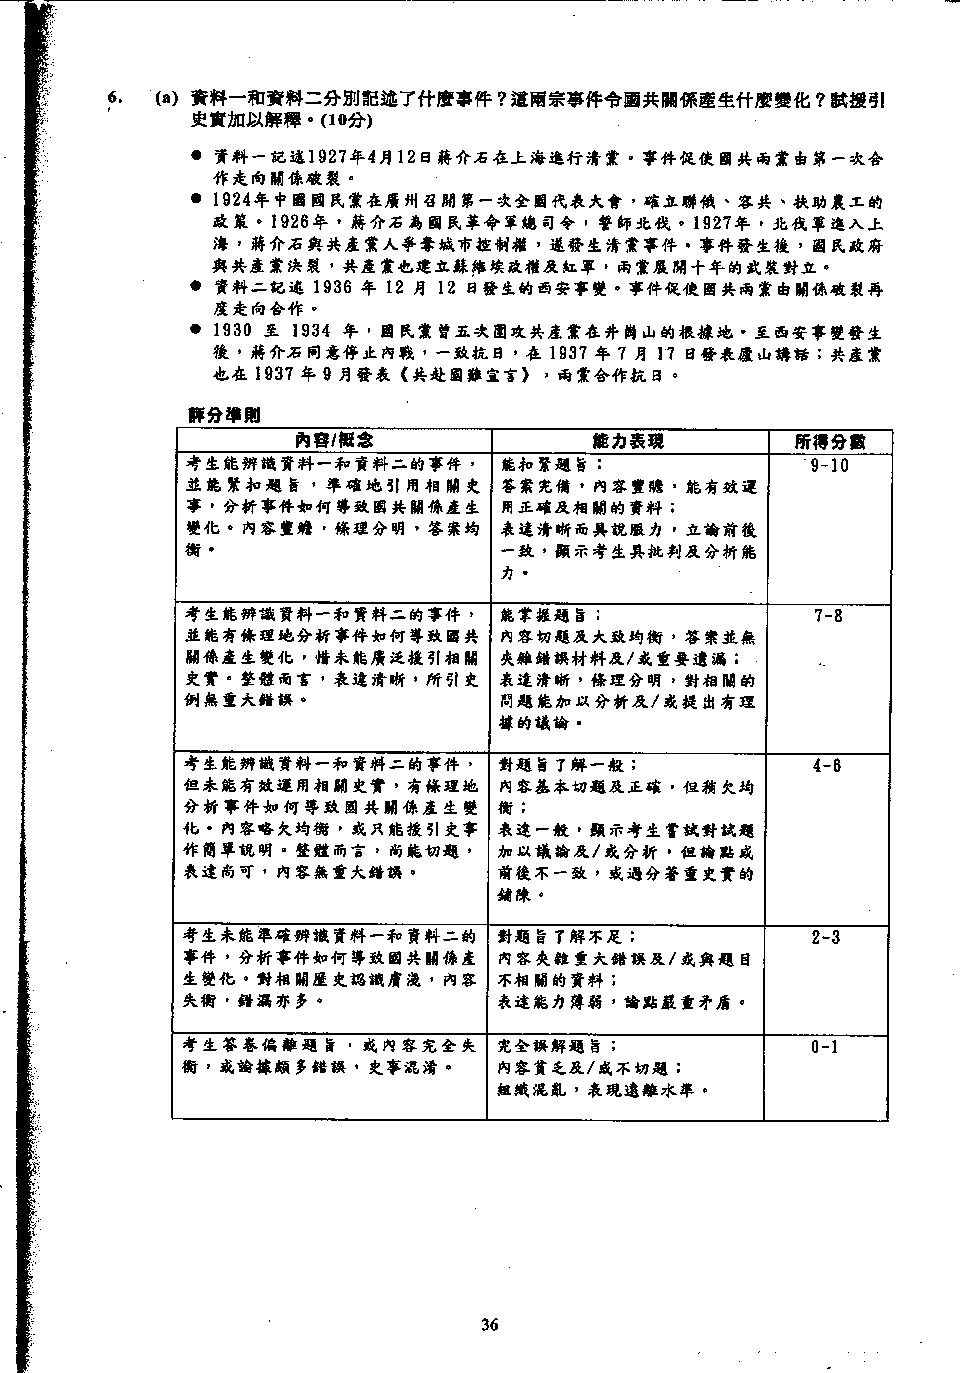 6. (a) 資料一和資料二分別記述了什麼事件？這兩宗事件令國共關係產生什麼變化？試援引
史實加以解釋。(10分)
● 資料一記述1927年4月12日蔣介石在上海進行清黨。事件促使國共兩黨由第一次合
作走向關係破裂。
● 1924年中國國民黨在廣州召開第一次全國代表大會，確立聯俄、容共、扶助農工的
政策。1926年，蔣介石為國民革命軍總司令，誓師北伐。1927年，北伐軍進入上
海，蔣介石與共產黨人爭奪城市控制權，遂發生清黨事件。事件發生後，國民政府
與共產黨決裂，共產黨也建立蘇維埃政權及紅軍，兩黨展開十年的武裝對立。
● 資料二記述 1936 年 12 月 12 日發生的西安事變。事件促使國共兩黨由關係破裂再
度走向合作。
● 1930 至 1934 年，國民黨曾五次圍攻共產黨在井崗山的根據地。至西安事變發生
後，蔣介石同意停止內戰，一致抗日，在 1937 年 7 月 17 日發表廬山講話；共產黨
也在 1937 年 9 月發表《共赴國難宣言》，兩黨合作抗日。
評分準則
內容/概念 能力表現 所得分數
考生能辨識資料一和資料二的事件，
並能緊扣題旨，準確地引用相關史
事，分析事件如何導致國共關係產生
變化。內容豐贍，條理分明，答案均
衡。
能扣緊題旨；
答案完備，內容豐贍，能有效運
用正確及相關的資料；
表達清晰而具說服力，立論前後
一致，顯示考生具批判及分析能
力。
9-10
考生能辨識資料一和資料二的事件，
並能有條理地分析事件如何導致國共
關係產生變化，惜未能廣泛援引相關
史實。整體而言，表達清晰，所引史
例無重大錯誤。
能掌握題旨；
內容切題及大致均衡，答案並無
夾雜錯誤材料及/或重要遺漏；
表達清晰，條理分明，對相關的
問題能加以分析及/或提出有理
據的議論。
7-8
考生能辨識資料一和資料二的事件，
但未能有效運用相關史實，有條理地
分析事件如何導致國共關係產生變
化。內容略欠均衡，或只能援引史事
作簡單說明。整體而言，尚能切題，
表達尚可，內容無重大錯誤。
對題旨了解一般；
內容基本切題及正確，但稍欠均
衡；
表達一般，顯示考生嘗試對試題
加以議論及/或分析，但論點或
前後不一致，或過分著重史實的
鋪陳。
4-6
考生未能準確辨識資料一和資料二的
事件，分析事件如何導致國共關係產
生變化。對相關歷史認識膚淺，內容
失衡，錯漏亦多。
對題旨了解不足；
內容夾雜重大錯誤及/或與題目
不相關的資料；
表達能力薄弱，論點嚴重矛盾。
2-3
考生答卷偏離題旨，或內容完全失
衡，或論據頗多錯誤，史事混淆。
完全誤解題旨；
內容貧乏及/或不切題；
組織混亂，表現遠離水準。
0-1
36